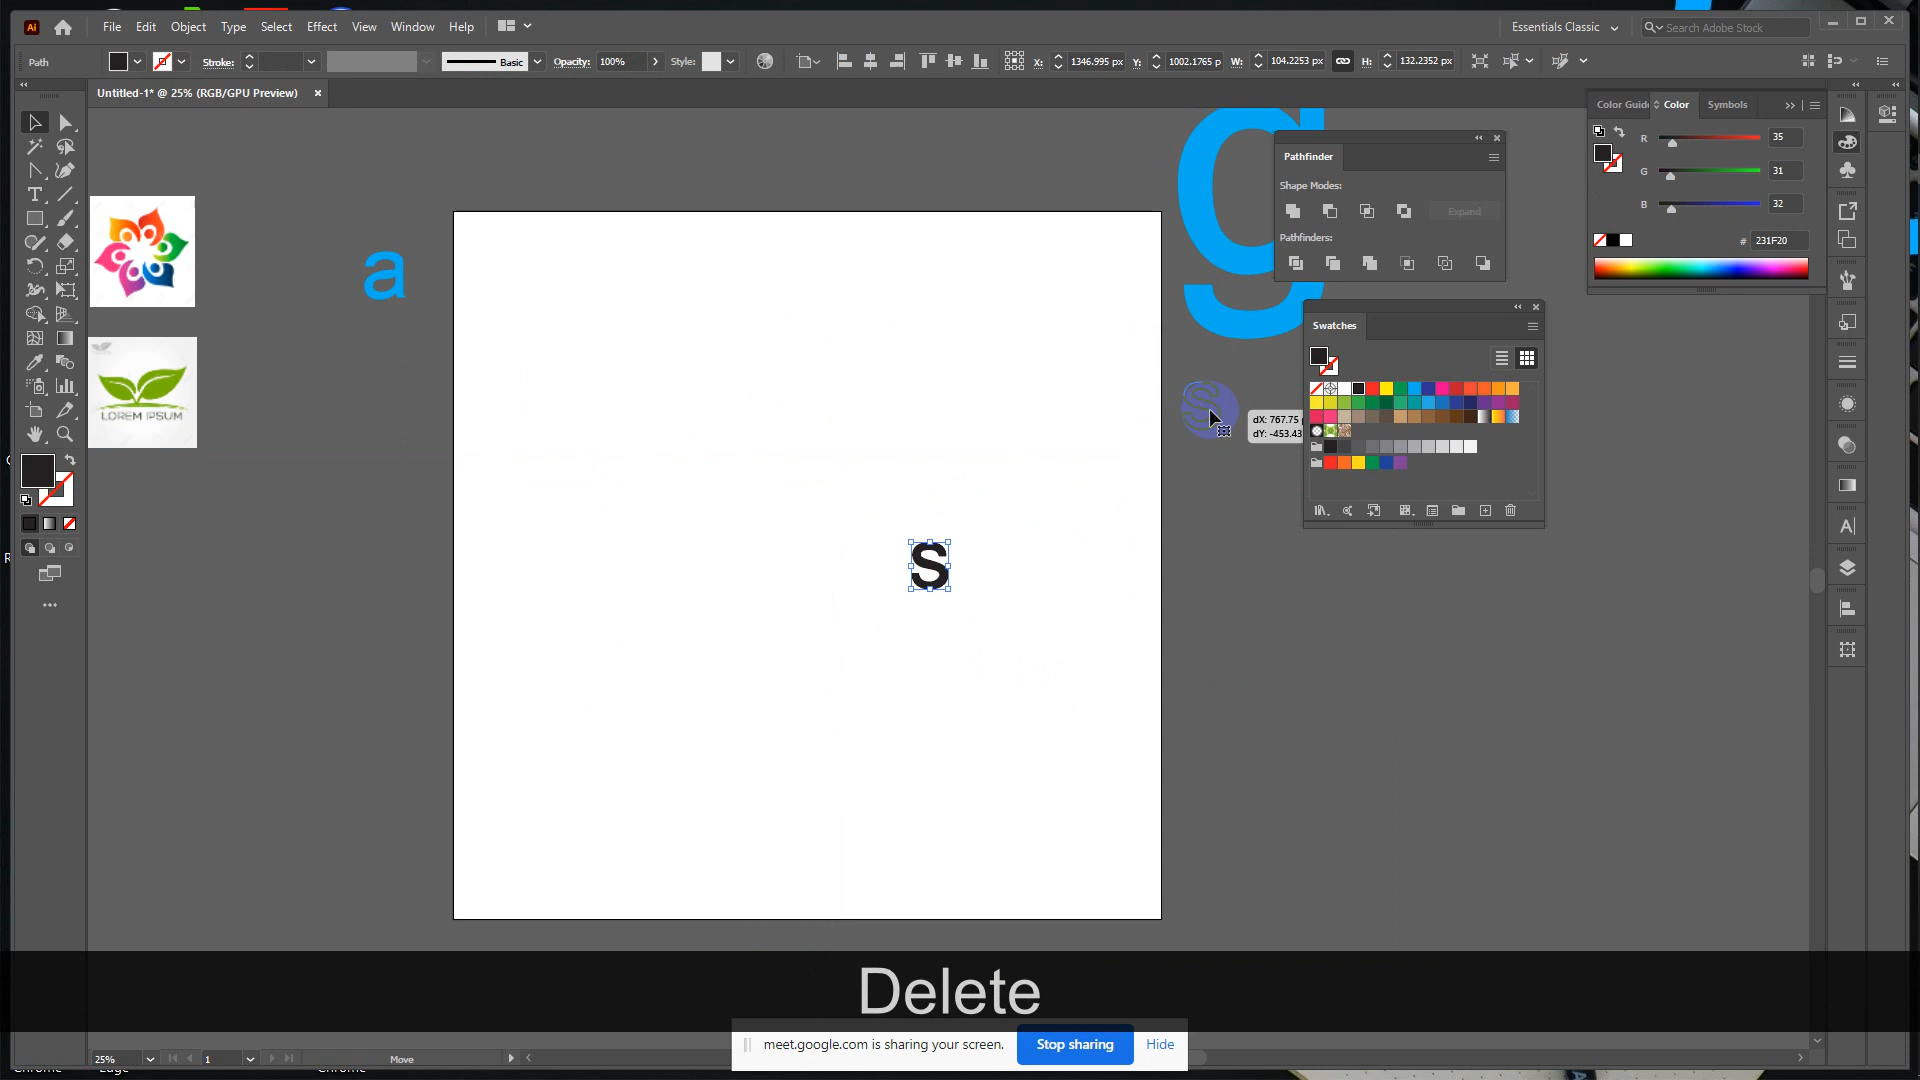 Ai File Edit Object Type Select Effect View Window Help Essentials Classic Search Adobe Stock
Path Stroke: Basic Opacity: 100% Style: X: 1346.995 px Y: 1002.1765 p W: 104.2253 px H: 132.2352 px
Untitled-1* @ 25% (RGB/GPU Preview) ×
Color Guide Color Symbols
R 35
G 31
B 32
# 231F20
Pathfinder
Shape Modes:
Expand
Pathfinders:
g
a
LOREM IPSUM
Swatches
S
dX: 767.75
dY: -453.43
S
Delete
meet.google.com is sharing your screen. Stop sharing Hide
25% 1 Move
Chrome Edge Chrome